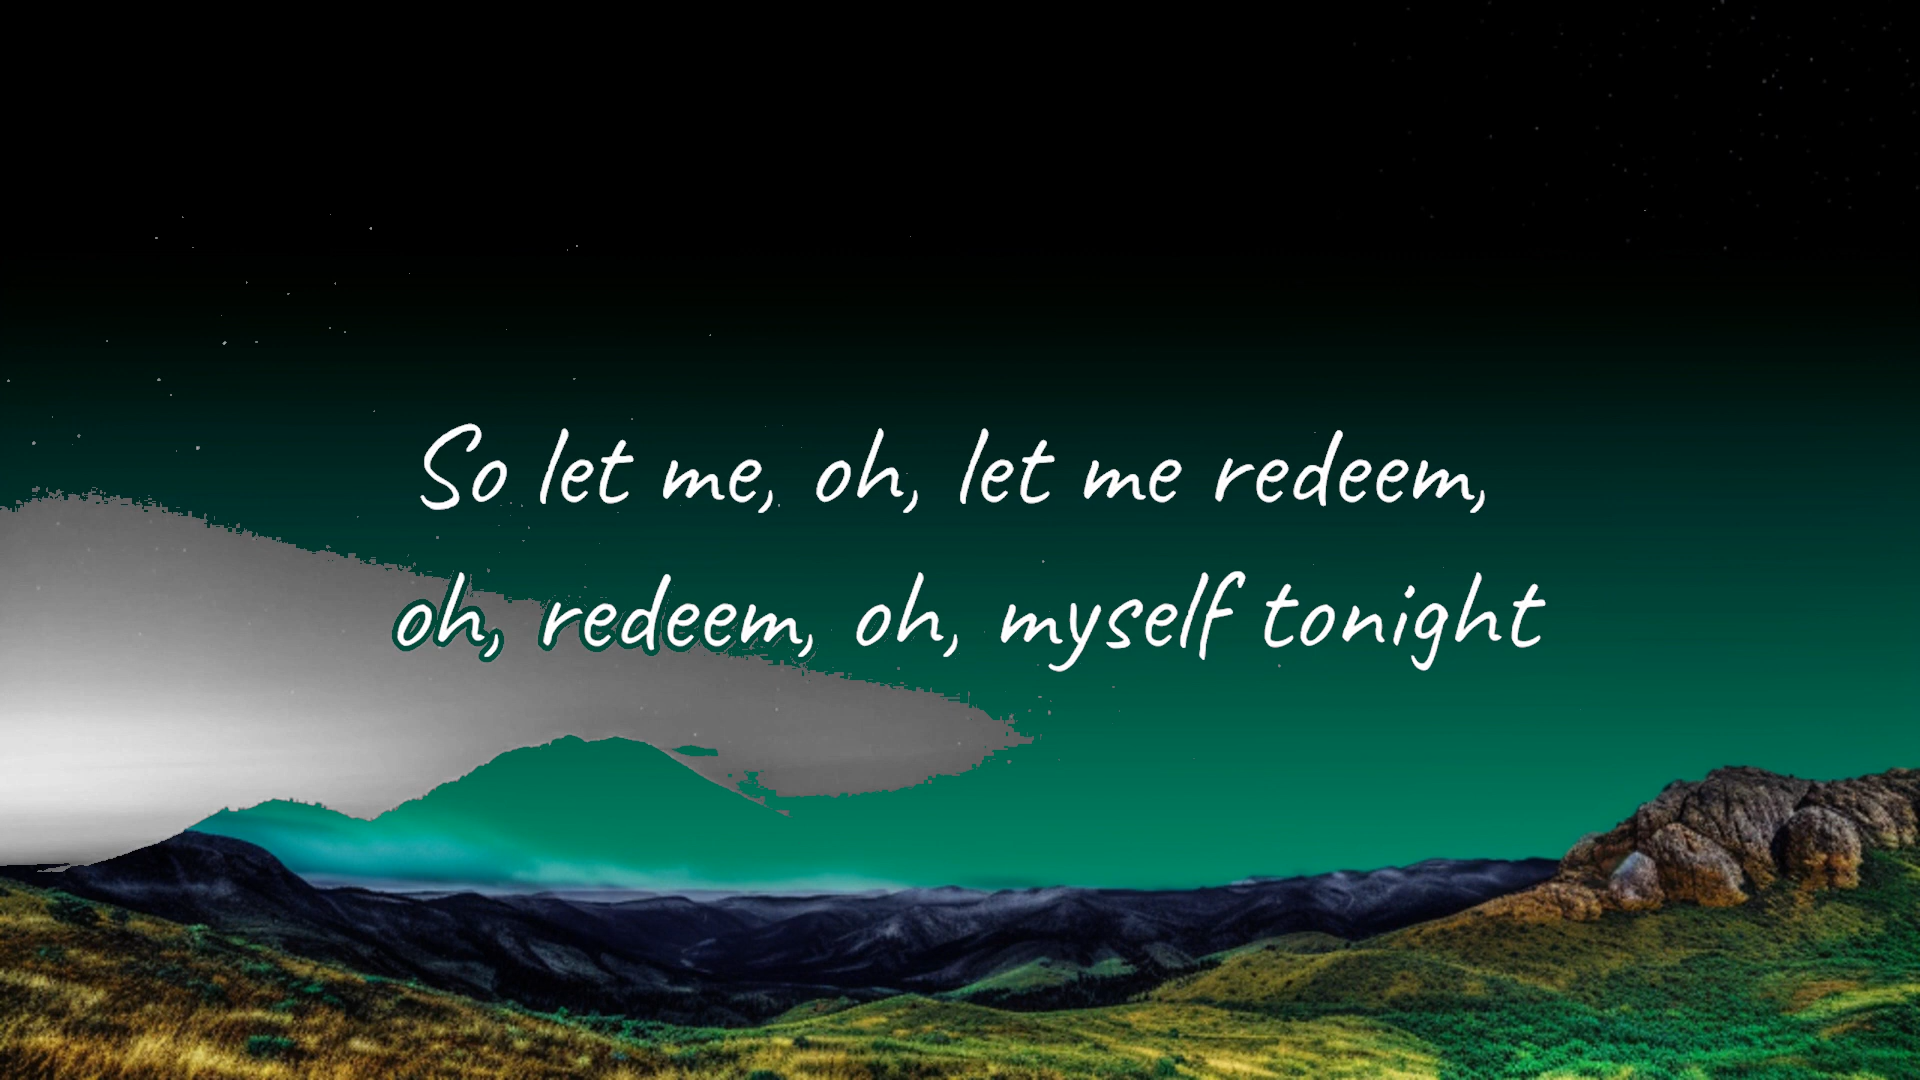 So let me, oh, let me redeem,
oh, redeem, oh, myself tonight